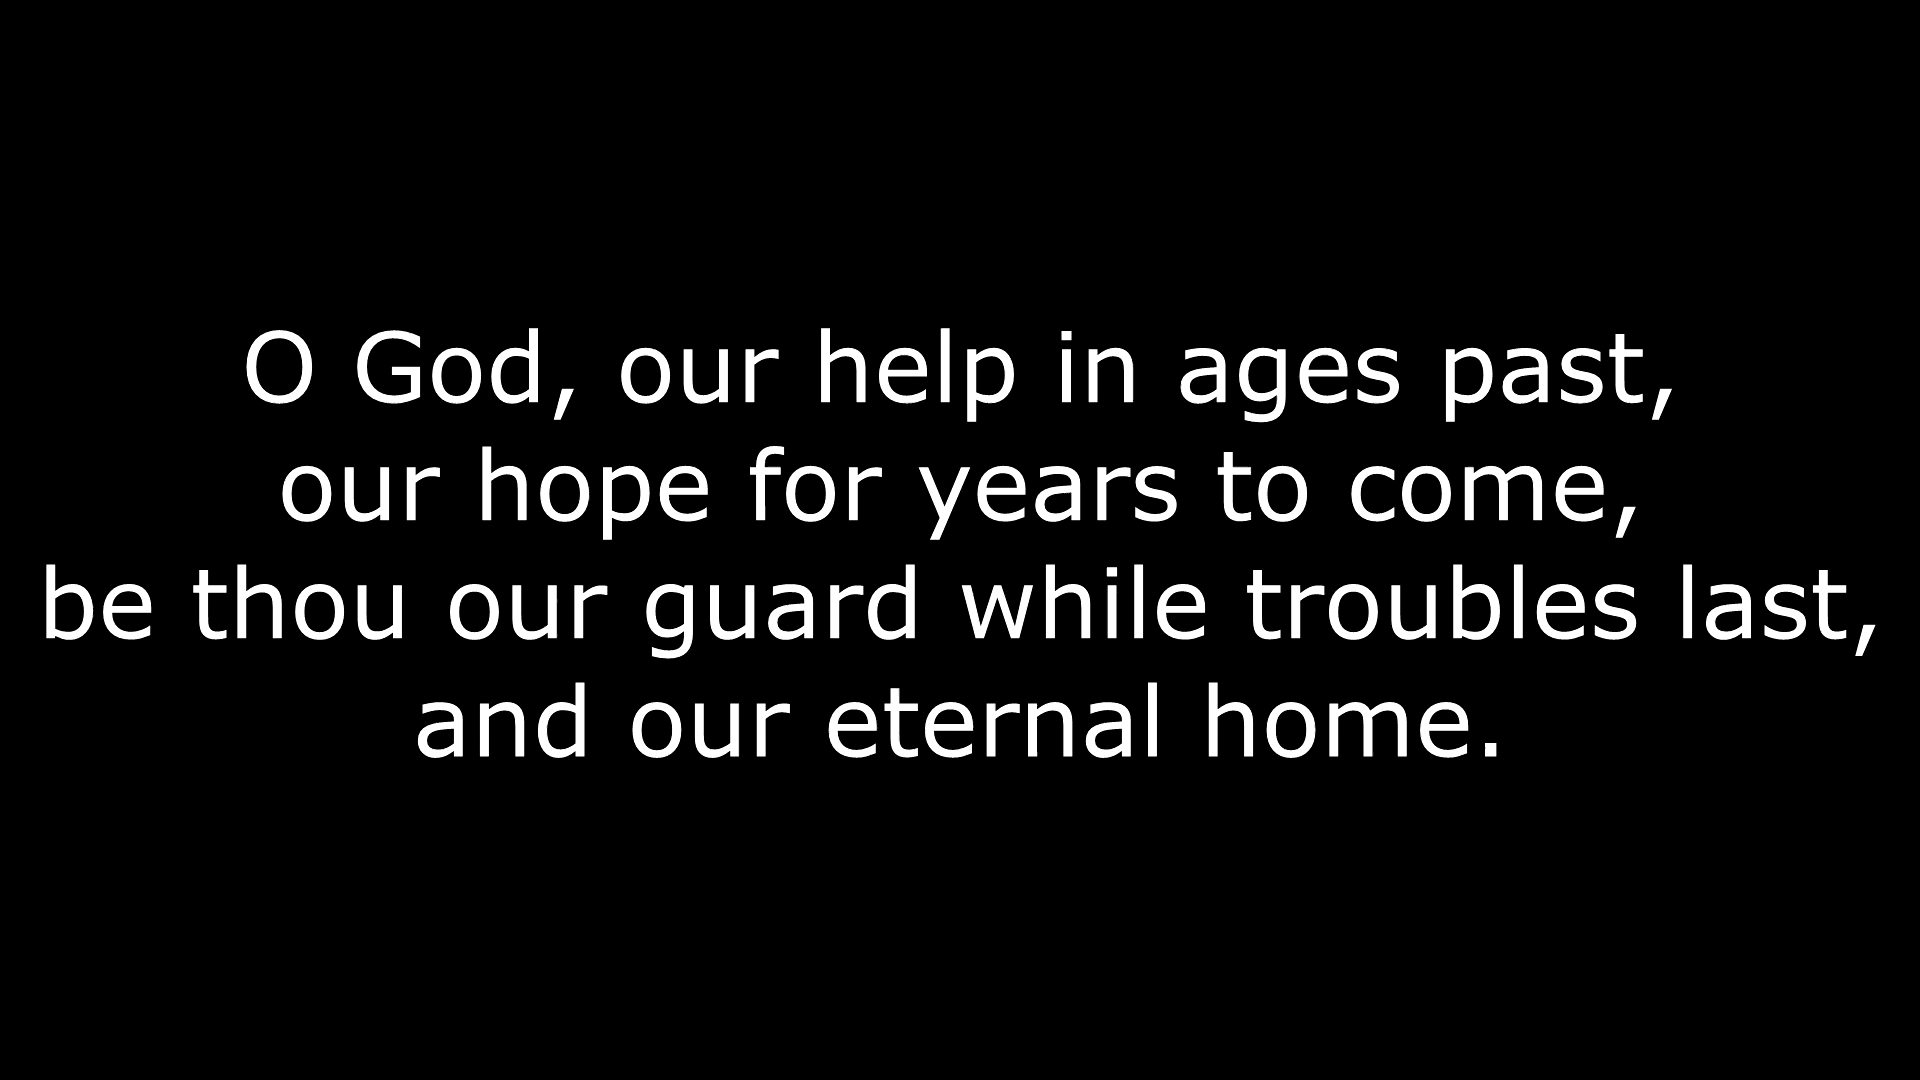 O God, our help in ages past,
our hope for years to come,
be thou our guard while troubles last,
and our eternal home.